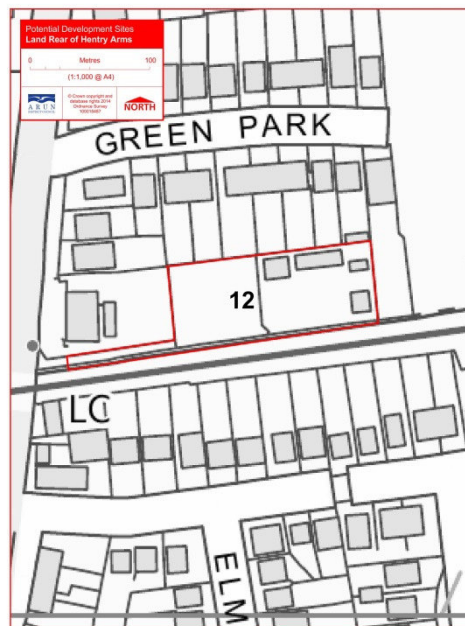 Potential Development Sites
Land Rear of Hentry Arms
0 Metres 100
(1:1,000 @ A4)
ARUN
© Crown copyright and
database rights 2014
Ordnance Survey
NORTH
GREEN PARK
12
LC
ELM